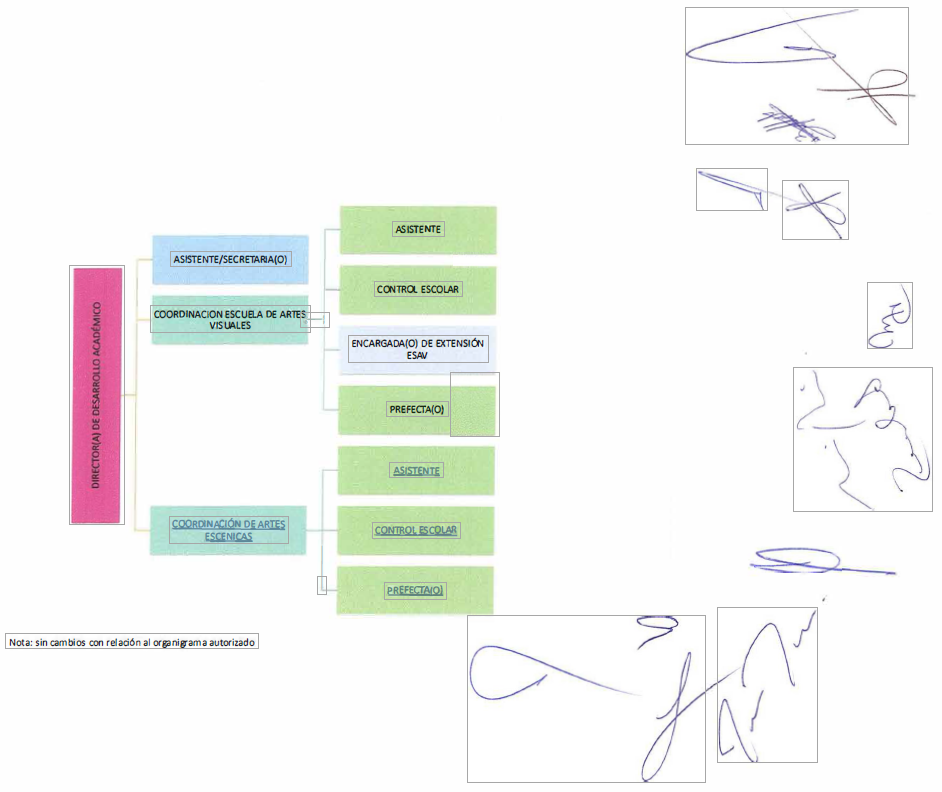 DIRECTOR(A) DE DESARROLLO ACADÉMICO
ASISTENTE/SECRETARIA(O)
COORDINACION ESCUELA DE ARTES
VISUALES
ASISTENTE
CONTROL ESCOLAR
ENCARGADA(O) DE EXTENSIÓN
ESAV
PREFECTA(O)
COORDINACIÓN DE ARTES
ESCENICAS
ASISTENTE
CONTROL ESCOLAR
PREFECTA(O)
Nota: sin cambios con relación al organigrama autorizado